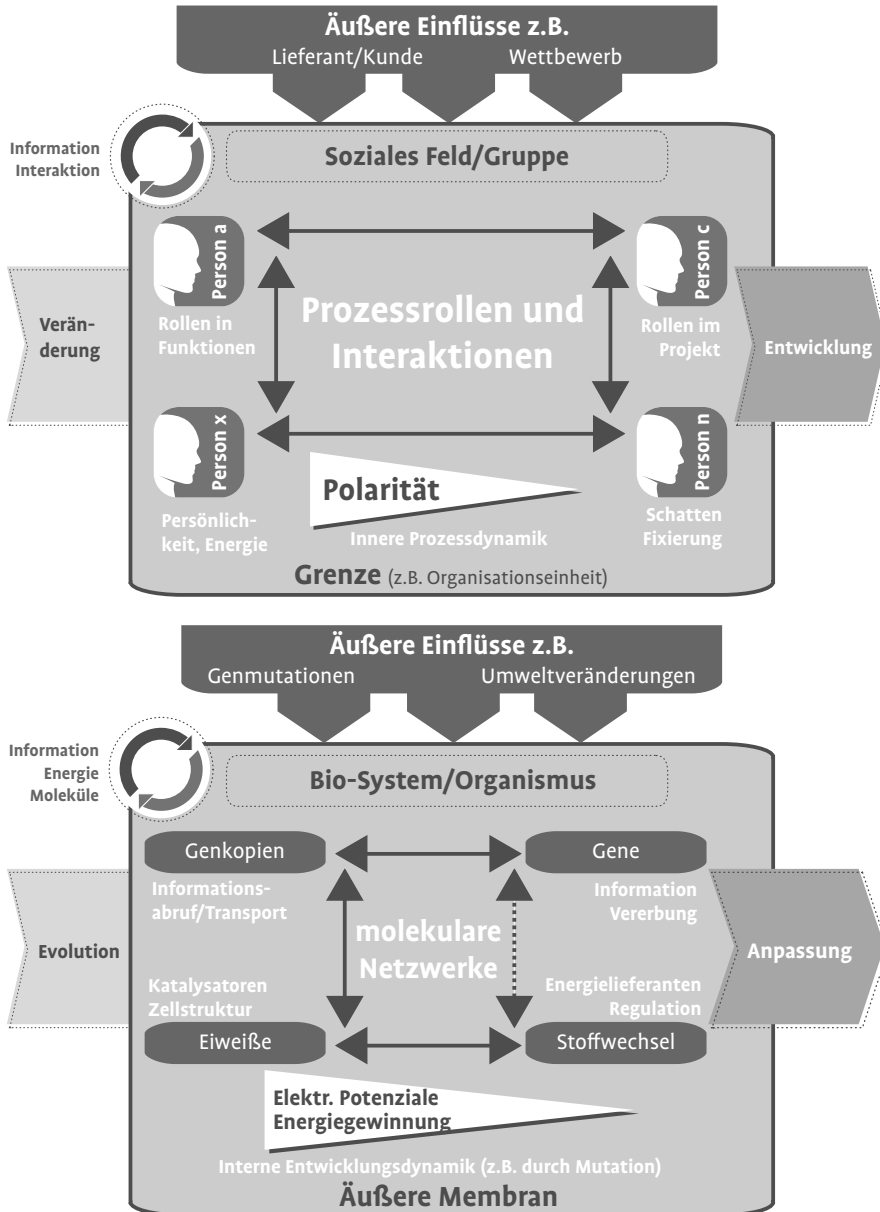 Äußere Einflüsse z.B.
Lieferant/Kunde Wettbewerb
Information
Interaktion
Soziales Feld/Gruppe
Person a
Person c
Rollen in
Funktionen
Prozessrollen und
Interaktionen
Rollen im
Projekt
Verän-
derung
Entwicklung
Person x
Person n
Polarität
Persönlich-
keit, Energie
Innere Prozessdynamik
Schatten
Fixierung
Grenze (z.B. Organisationseinheit)
Äußere Einflüsse z.B.
Genmutationen Umweltveränderungen
Information
Energie
Moleküle
Bio-System/Organismus
Genkopien
Gene
Informations-
abruf/Transport
Information
Vererbung
Evolution
molekulare
Netzwerke
Anpassung
Katalysatoren
Zellstruktur
Energielieferanten
Regulation
Eiweiße
Stoffwechsel
Elektr. Potenziale
Energiegewinnung
Interne Entwicklungsdynamik (z.B. durch Mutation)
Äußere Membran